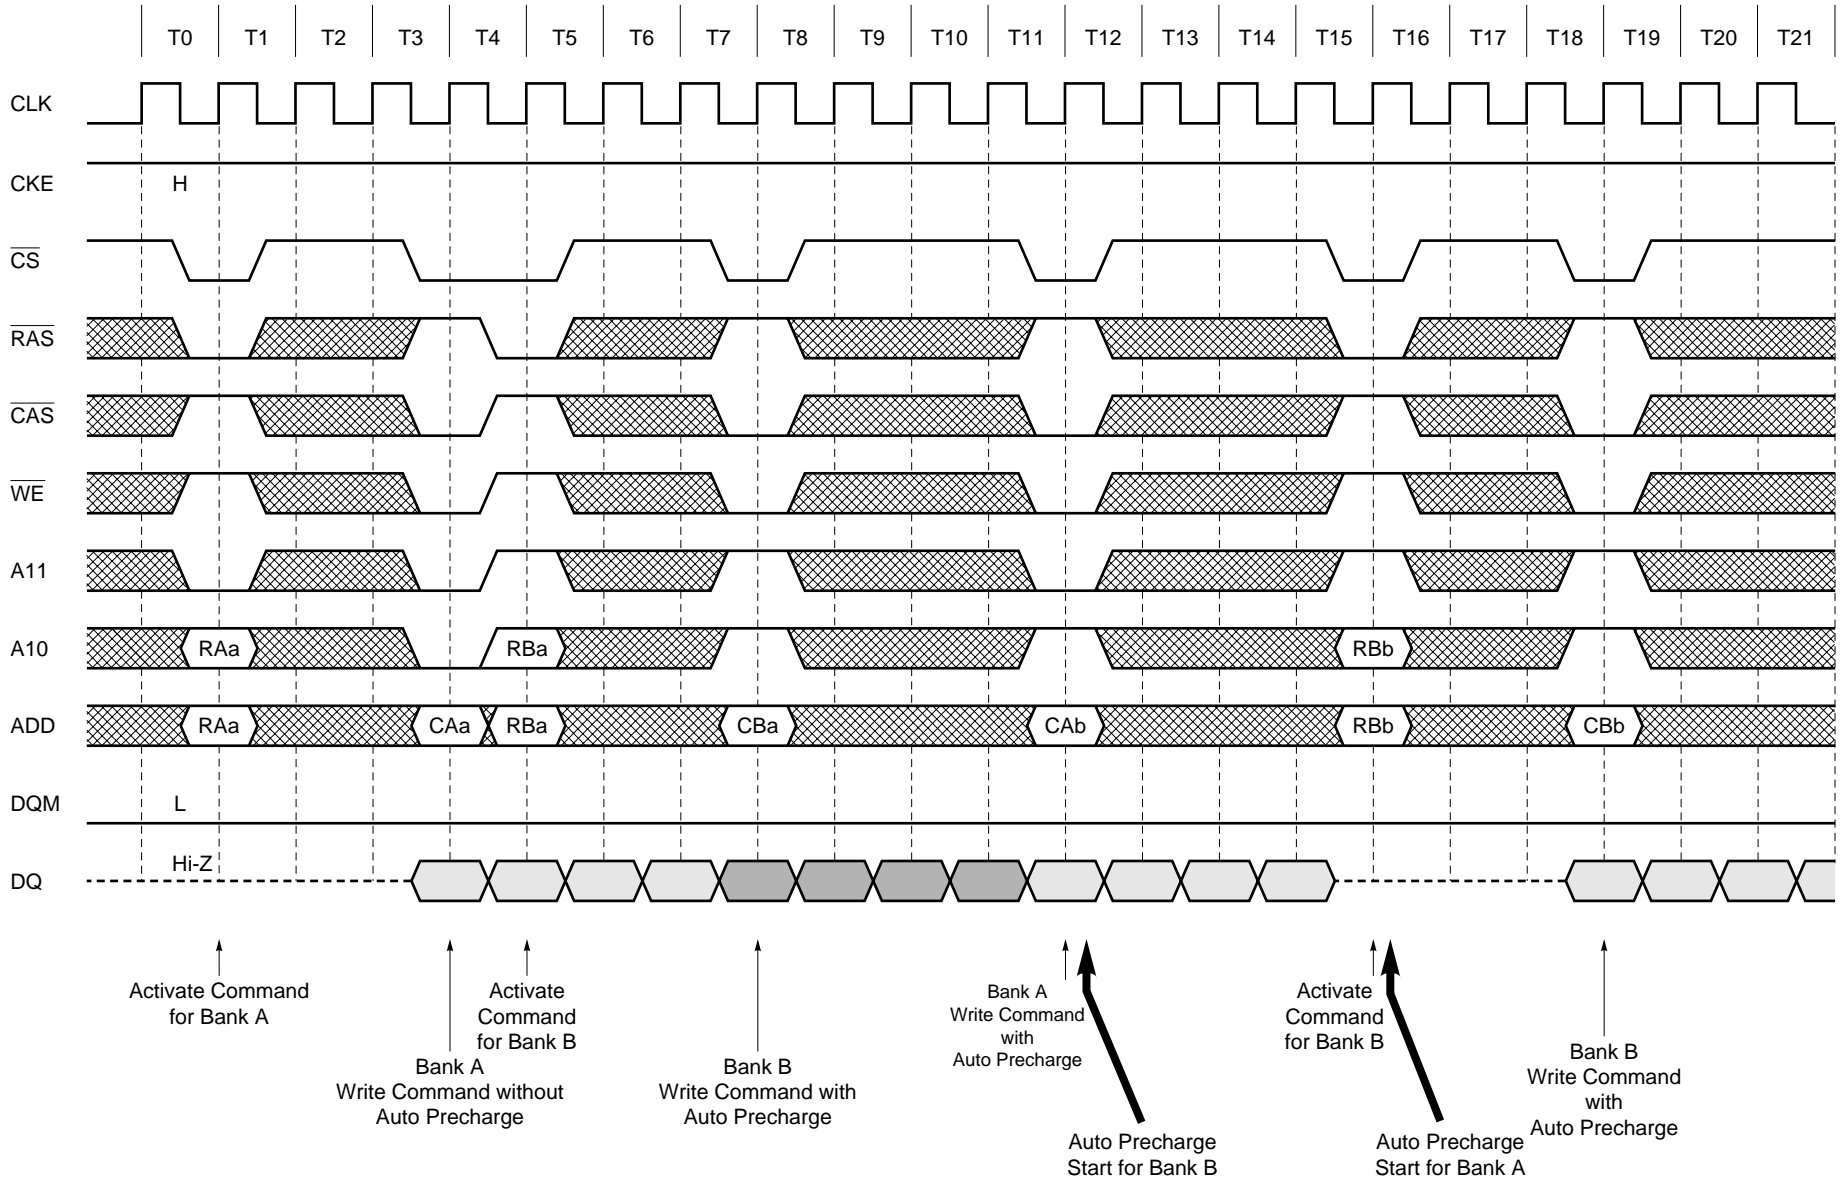 T0 T1 T2 T3 T4 T5 T6 T7 T8 T9 T10 T11 T12 T13 T14 T15 T16 T17 T18 T19 T20 T21
CLK
CKE H
CS
RAS
CAS
WE
A11
A10 RAa RBa RBb
ADD RAa CAa RBa CBa CAb RBb CBb
DQM L
Hi-Z
DQ
Activate Command
for Bank A
Bank A
Write Command without
Auto Precharge
Activate
Command
for Bank B
Bank B
Write Command with
Auto Precharge
Bank A
Write Command
with
Auto Precharge
Auto Precharge
Start for Bank B
Activate
Command
for Bank B
Auto Precharge
Start for Bank A
Bank B
Write Command
with
Auto Precharge